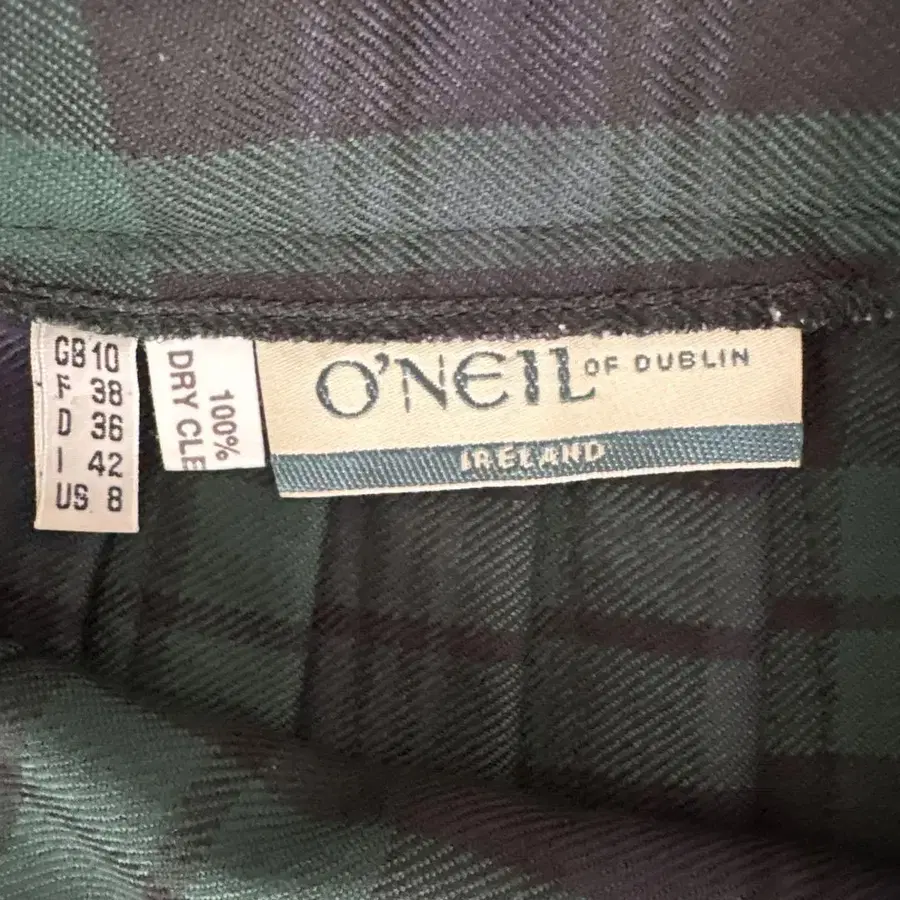 GB 10
F 38
D 36
I 42
US 8
100%
DRY CLE
O'NEIL OF DUBLIN
IRELAND